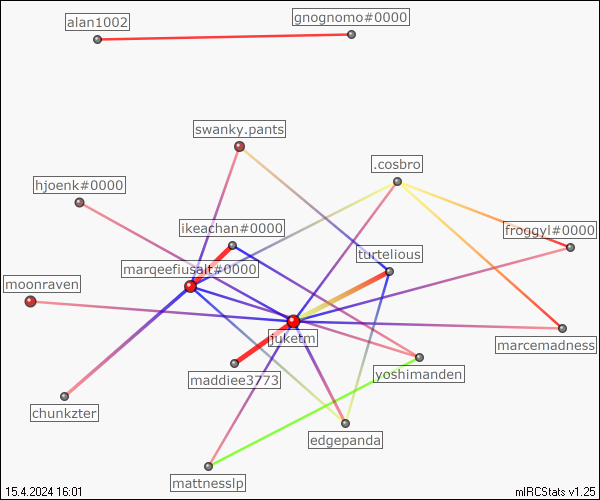 gnognomo#0000
alan1002
swanky.pants
.cosbro
hjoenk#0000
ikeachan#0000
froggyl#0000
turtelious
marqeefiusalt#0000
moonraven
juketm
marcemadness
yoshimanden
maddiee3773
chunkzter
edgepanda
mattnesslp
15.4.2024 16:01
mIRCStats v1.25